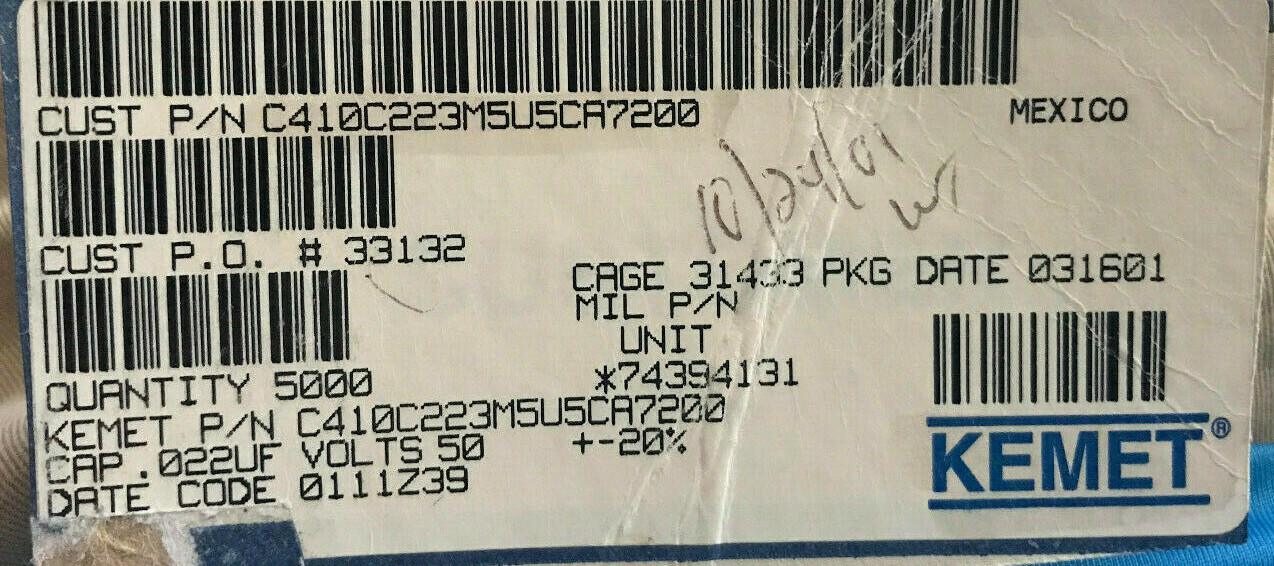 CUST P/N C410C223M5U5CA7200
MEXICO
10/24/01
CUST P.O. # 33132
CAGE 31433 PKG DATE 031601
MIL P/N
UNIT
*74394131
QUANTITY 5000
KEMET P/N C410C223M5U5CA7200
CAP .022UF VOLTS 50 +-20%
DATE CODE 0111Z39
KEMET®